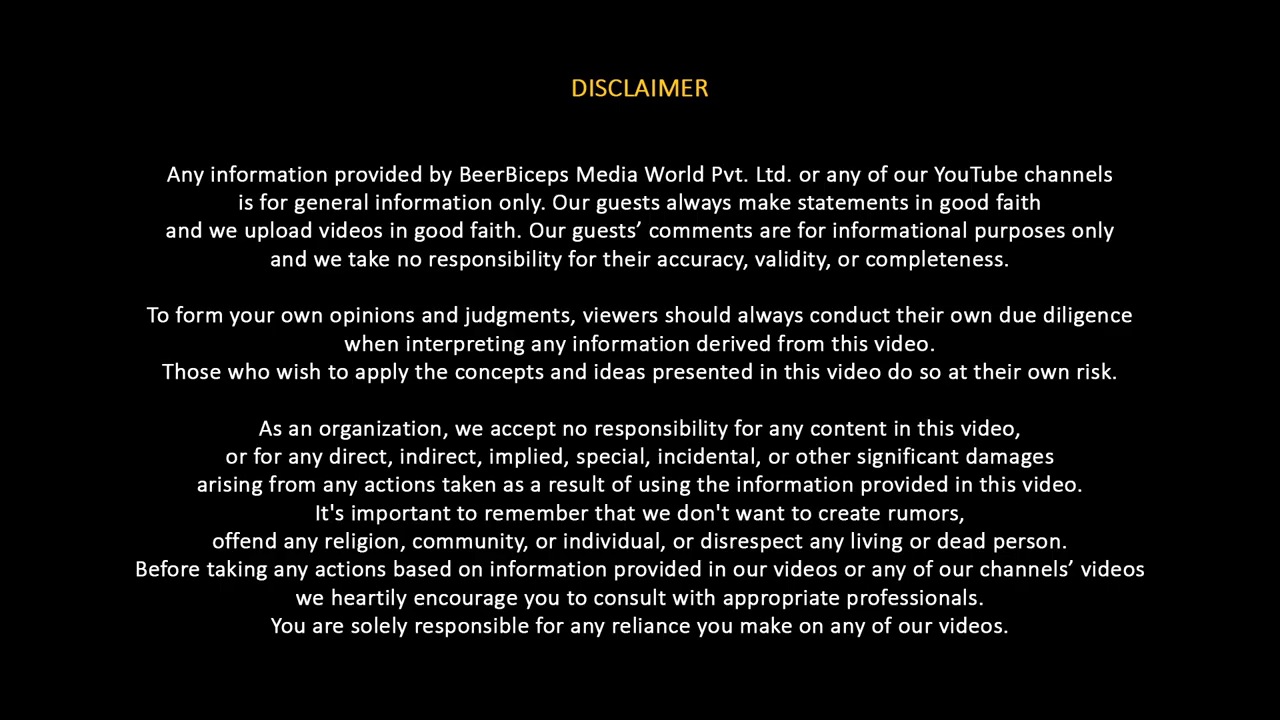 DISCLAIMER
Any information provided by BeerBiceps Media World Pvt. Ltd. or any of our YouTube channels
is for general information only. Our guests always make statements in good faith
and we upload videos in good faith. Our guests’ comments are for informational purposes only
and we take no responsibility for their accuracy, validity, or completeness.
To form your own opinions and judgments, viewers should always conduct their own due diligence
when interpreting any information derived from this video.
Those who wish to apply the concepts and ideas presented in this video do so at their own risk.
As an organization, we accept no responsibility for any content in this video,
or for any direct, indirect, implied, special, incidental, or other significant damages
arising from any actions taken as a result of using the information provided in this video.
It's important to remember that we don't want to create rumors,
offend any religion, community, or individual, or disrespect any living or dead person.
Before taking any actions based on information provided in our videos or any of our channels’ videos
we heartily encourage you to consult with appropriate professionals.
You are solely responsible for any reliance you make on any of our videos.